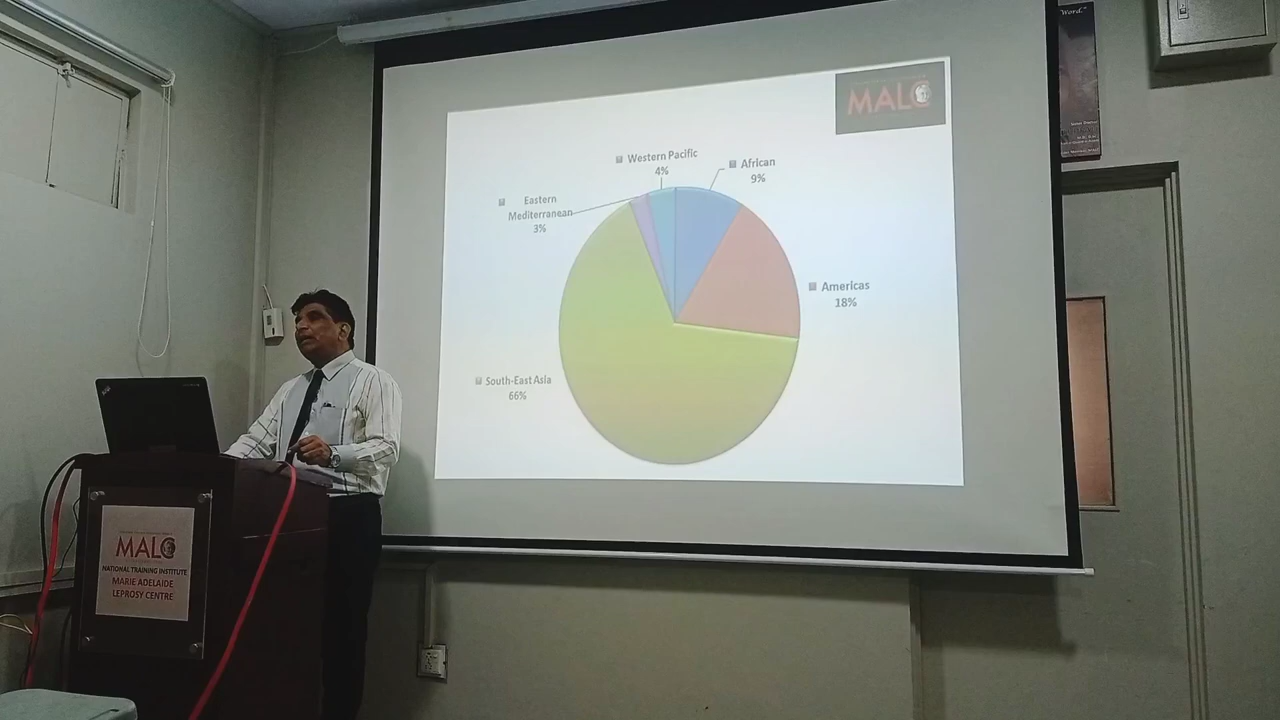 Word."
MALC
Western Pacific
4%
African
9%
Eastern
Mediterranean
3%
Americas
18%
South-East Asia
66%
MALC
NATIONAL TRAINING INSTITUTE
MARIE ADELAIDE
LEPROSY CENTRE